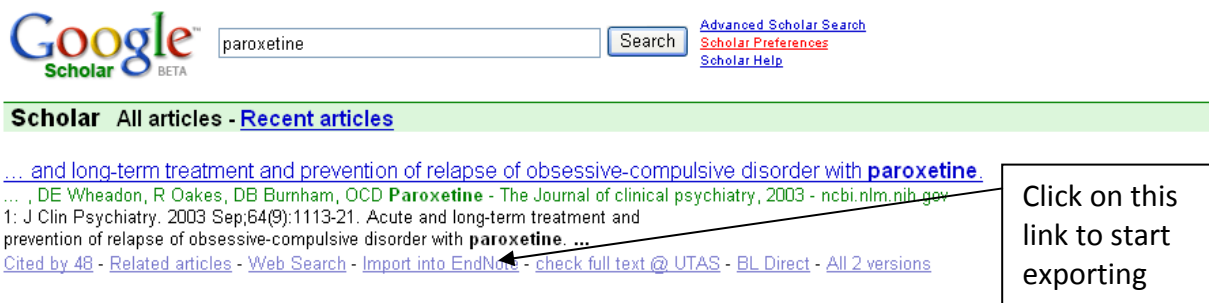 Google™
Scholar BETA
paroxetine
Search
Advanced Scholar Search
Scholar Preferences
Scholar Help
Scholar All articles - Recent articles
... and long-term treatment and prevention of relapse of obsessive-compulsive disorder with paroxetine.
... , DE Wheadon, R Oakes, DB Burnham, OCD Paroxetine - The Journal of clinical psychiatry, 2003 - ncbi.nlm.nih.gov
1: J Clin Psychiatry. 2003 Sep;64(9):1113-21. Acute and long-term treatment and
prevention of relapse of obsessive-compulsive disorder with paroxetine. ...
Cited by 48 - Related articles - Web Search - Import into EndNote - check full text @ UTAS - BL Direct - All 2 versions
Click on this
link to start
exporting